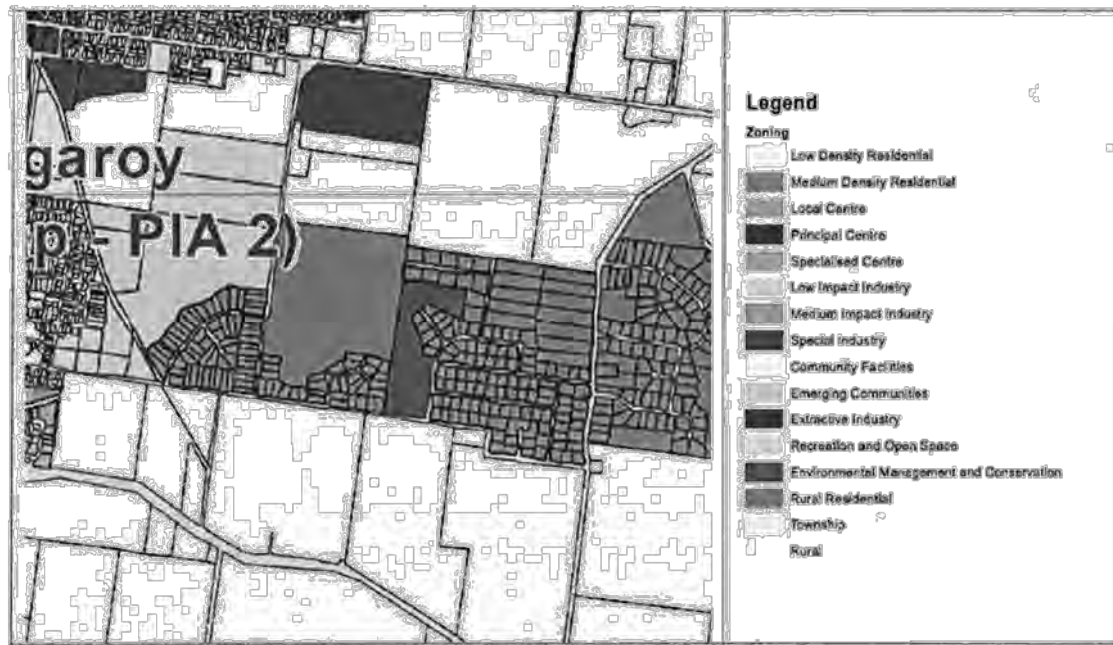 garoy
p - PIA 2)
Legend
Zoning
Low Density Residential
Medium Density Residential
Local Centre
Principal Centre
Specialised Centre
Low Impact Industry
Medium Impact Industry
Special Industry
Community Facilities
Emerging Communities
Extractive Industry
Recreation and Open Space
Environmental Management and Conservation
Rural Residential
Township
Rural